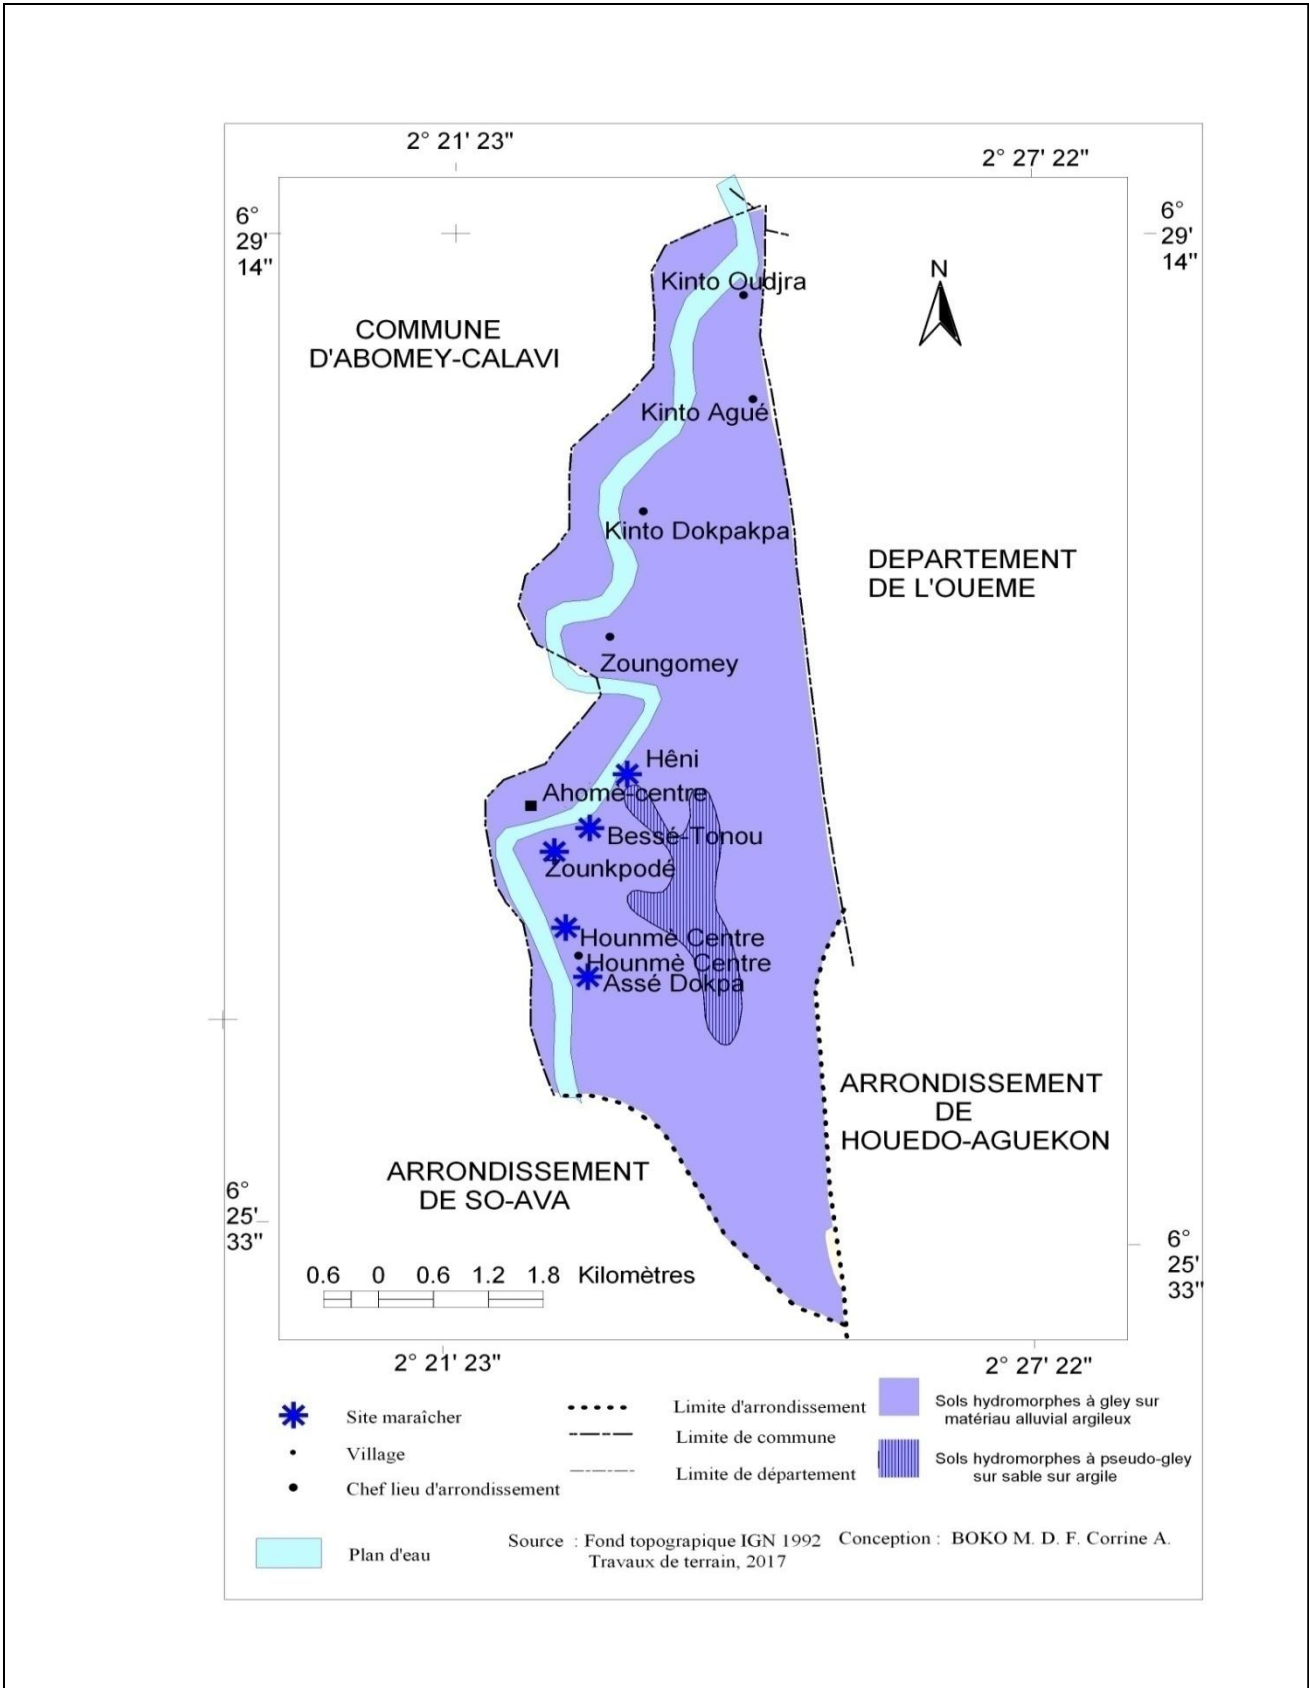 2° 21' 23"
2° 27' 22"
6°
29'
14"
6°
29'
14"
N
Kinto Oudjra
COMMUNE
D'ABOMEY-CALAVI
Kinto Agué
Kinto Dokpakpa
DEPARTEMENT
DE L'OUEME
Zoungomey
Hêni
Ahomè-centre
Bessé-Tonou
Zounkpodé
Hounmè Centre
Hounmè Centre
Assé Dokpa
ARRONDISSEMENT
DE
HOUEDO-AGUEKON
ARRONDISSEMENT
DE SO-AVA
6°
25'
33"
6°
25'
33"
0.6 0 0.6 1.2 1.8 Kilomètres
2° 21' 23"
2° 27' 22"
Site maraîcher
Village
Chef lieu d'arrondissement
Limite d'arrondissement
Limite de commune
Limite de département
Sols hydromorphes à gley sur
matériau alluvial argileux
Sols hydromorphes à pseudo-gley
sur sable sur argile
Plan d'eau
Source : Fond topograpique IGN 1992
Travaux de terrain, 2017
Conception : BOKO M. D. F. Corrine A.